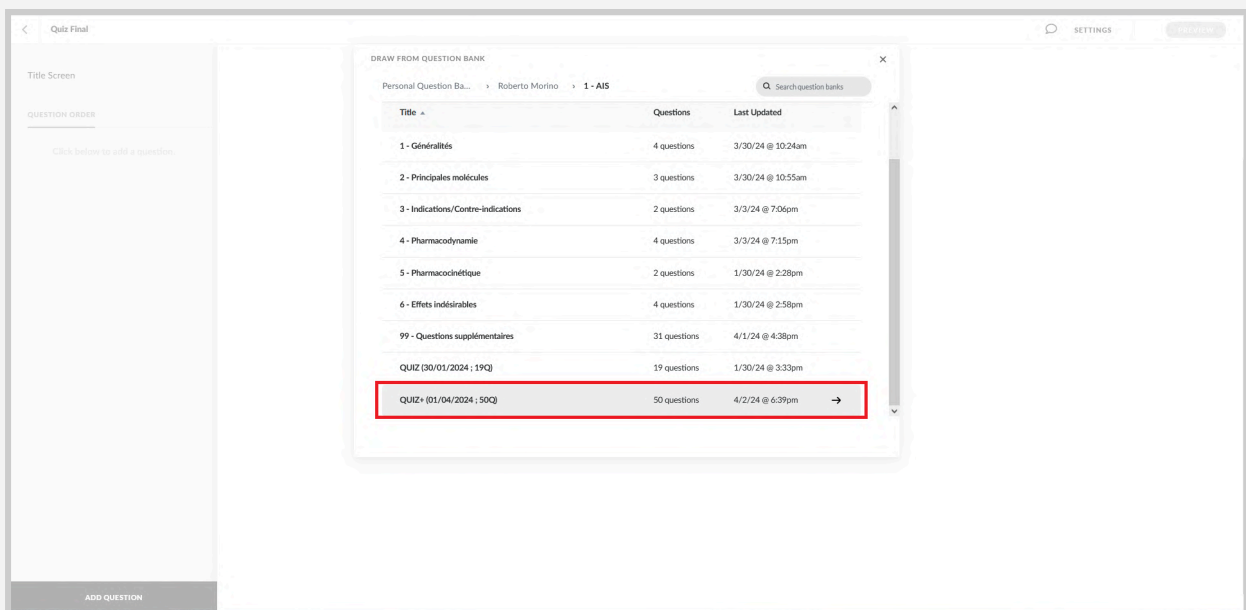 Quiz Final
SETTINGS
PREVIEW
Title Screen
QUESTION ORDER
Click below to add a question.
ADD QUESTION
DRAW FROM QUESTION BANK
×
Personal Question Ba... › Roberto Morino › 1 - AIS
Search question banks
Title Questions Last Updated
1 - Généralités 4 questions 3/30/24 @ 10:24am
2 - Principales molécules 3 questions 3/30/24 @ 10:55am
3 - Indications/Contre-indications 2 questions 3/3/24 @ 7:06pm
4 - Pharmacodynamie 4 questions 3/3/24 @ 7:15pm
5 - Pharmacocinétique 2 questions 1/30/24 @ 2:28pm
6 - Effets indésirables 4 questions 1/30/24 @ 2:58pm
99 - Questions supplémentaires 31 questions 4/1/24 @ 4:38pm
QUIZ (30/01/2024 ; 19Q) 19 questions 1/30/24 @ 3:33pm
QUIZ+ (01/04/2024 ; 50Q) 50 questions 4/2/24 @ 6:39pm →